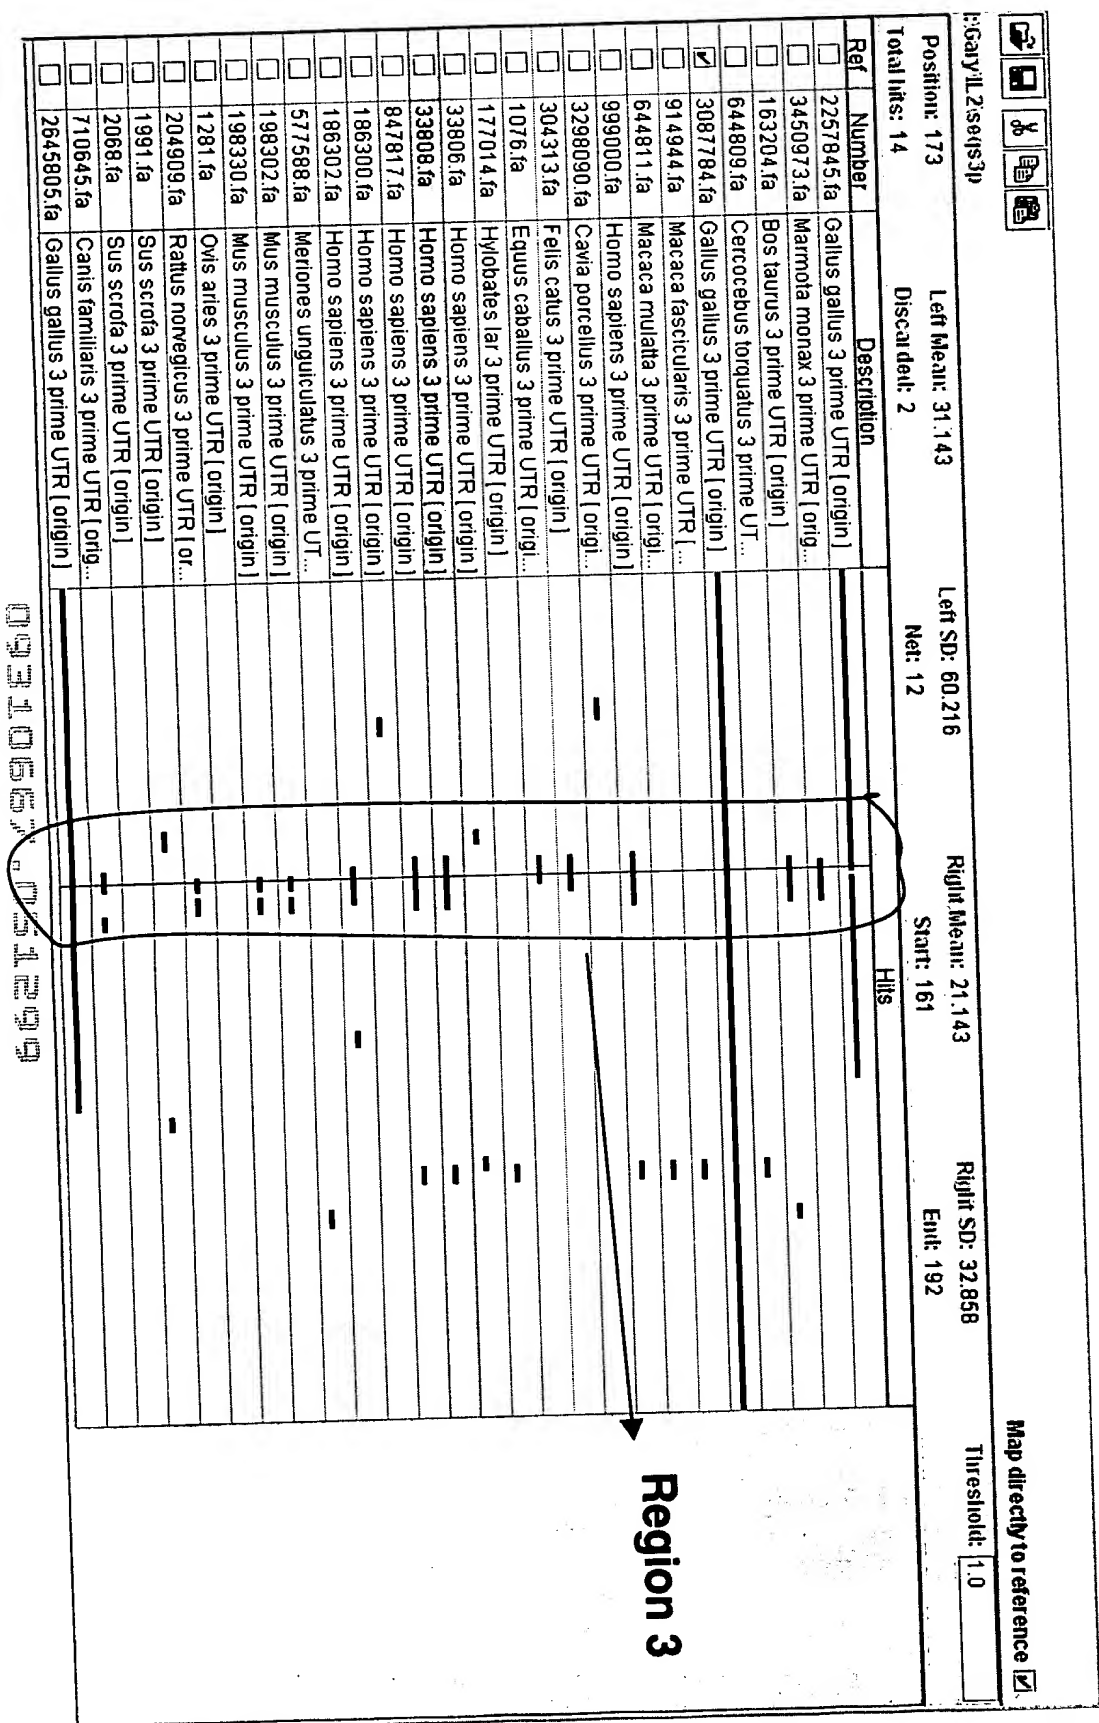 I:\Gary\IL2\seqs3p
Map directly to reference
Position: 173 Left Mean: 31.143 Left SD: 60.216 Right Mean: 21.143 Right SD: 32.858 Threshold: 1.0
Total hits: 14 Discarded: 2 Net: 12 Start: 161 End: 192
Ref Number Description Hits
2257845.fa Gallus gallus 3 prime UTR [ origin ]
3450973.fa Marmota monax 3 prime UTR [ orig...
163204.fa Bos taurus 3 prime UTR [ origin ]
644809.fa Cercocebus torquatus 3 prime UT...
3087784.fa Gallus gallus 3 prime UTR [ origin ]
914944.fa Macaca fascicularis 3 prime UTR [ ...
644811.fa Macaca mulatta 3 prime UTR [ origi...
999000.fa Homo sapiens 3 prime UTR [ origin ]
3298090.fa Cavia porcellus 3 prime UTR [ origi...
304313.fa Felis catus 3 prime UTR [ origin ]
1076.fa Equus caballus 3 prime UTR [ origi...
177014.fa Hylobates lar 3 prime UTR [ origin ]
33806.fa Homo sapiens 3 prime UTR [ origin ]
33808.fa Homo sapiens 3 prime UTR [ origin ]
847817.fa Homo sapiens 3 prime UTR [ origin ]
186300.fa Homo sapiens 3 prime UTR [ origin ]
186302.fa Homo sapiens 3 prime UTR [ origin ]
577588.fa Meriones unguiculatus 3 prime UT...
198302.fa Mus musculus 3 prime UTR [ origin ]
198330.fa Mus musculus 3 prime UTR [ origin ]
1281.fa Ovis aries 3 prime UTR [ origin ]
204909.fa Rattus norvegicus 3 prime UTR [ or...
1991.fa Sus scrofa 3 prime UTR [ origin ]
2068.fa Sus scrofa 3 prime UTR [ origin ]
710645.fa Canis familiaris 3 prime UTR [ orig...
2645805.fa Gallus gallus 3 prime UTR [ origin ]
Region 3
09310667.051299